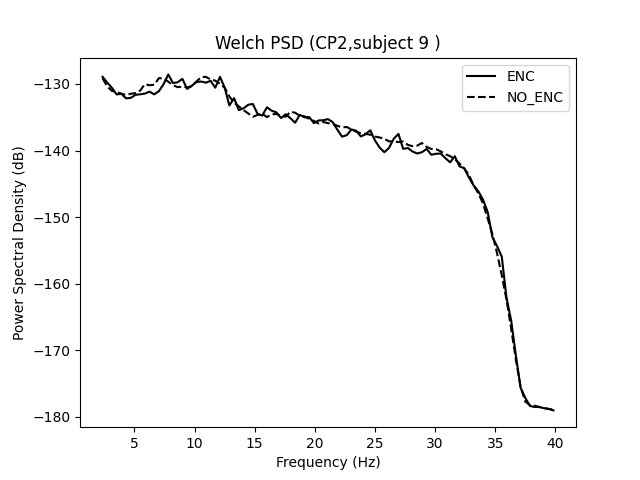 Welch PSD (CP2,subject 9 )
ENC
NO_ENC
Power Spectral Density (dB)
−130
−140
−150
−160
−170
−180
5 10 15 20 25 30 35 40
Frequency (Hz)